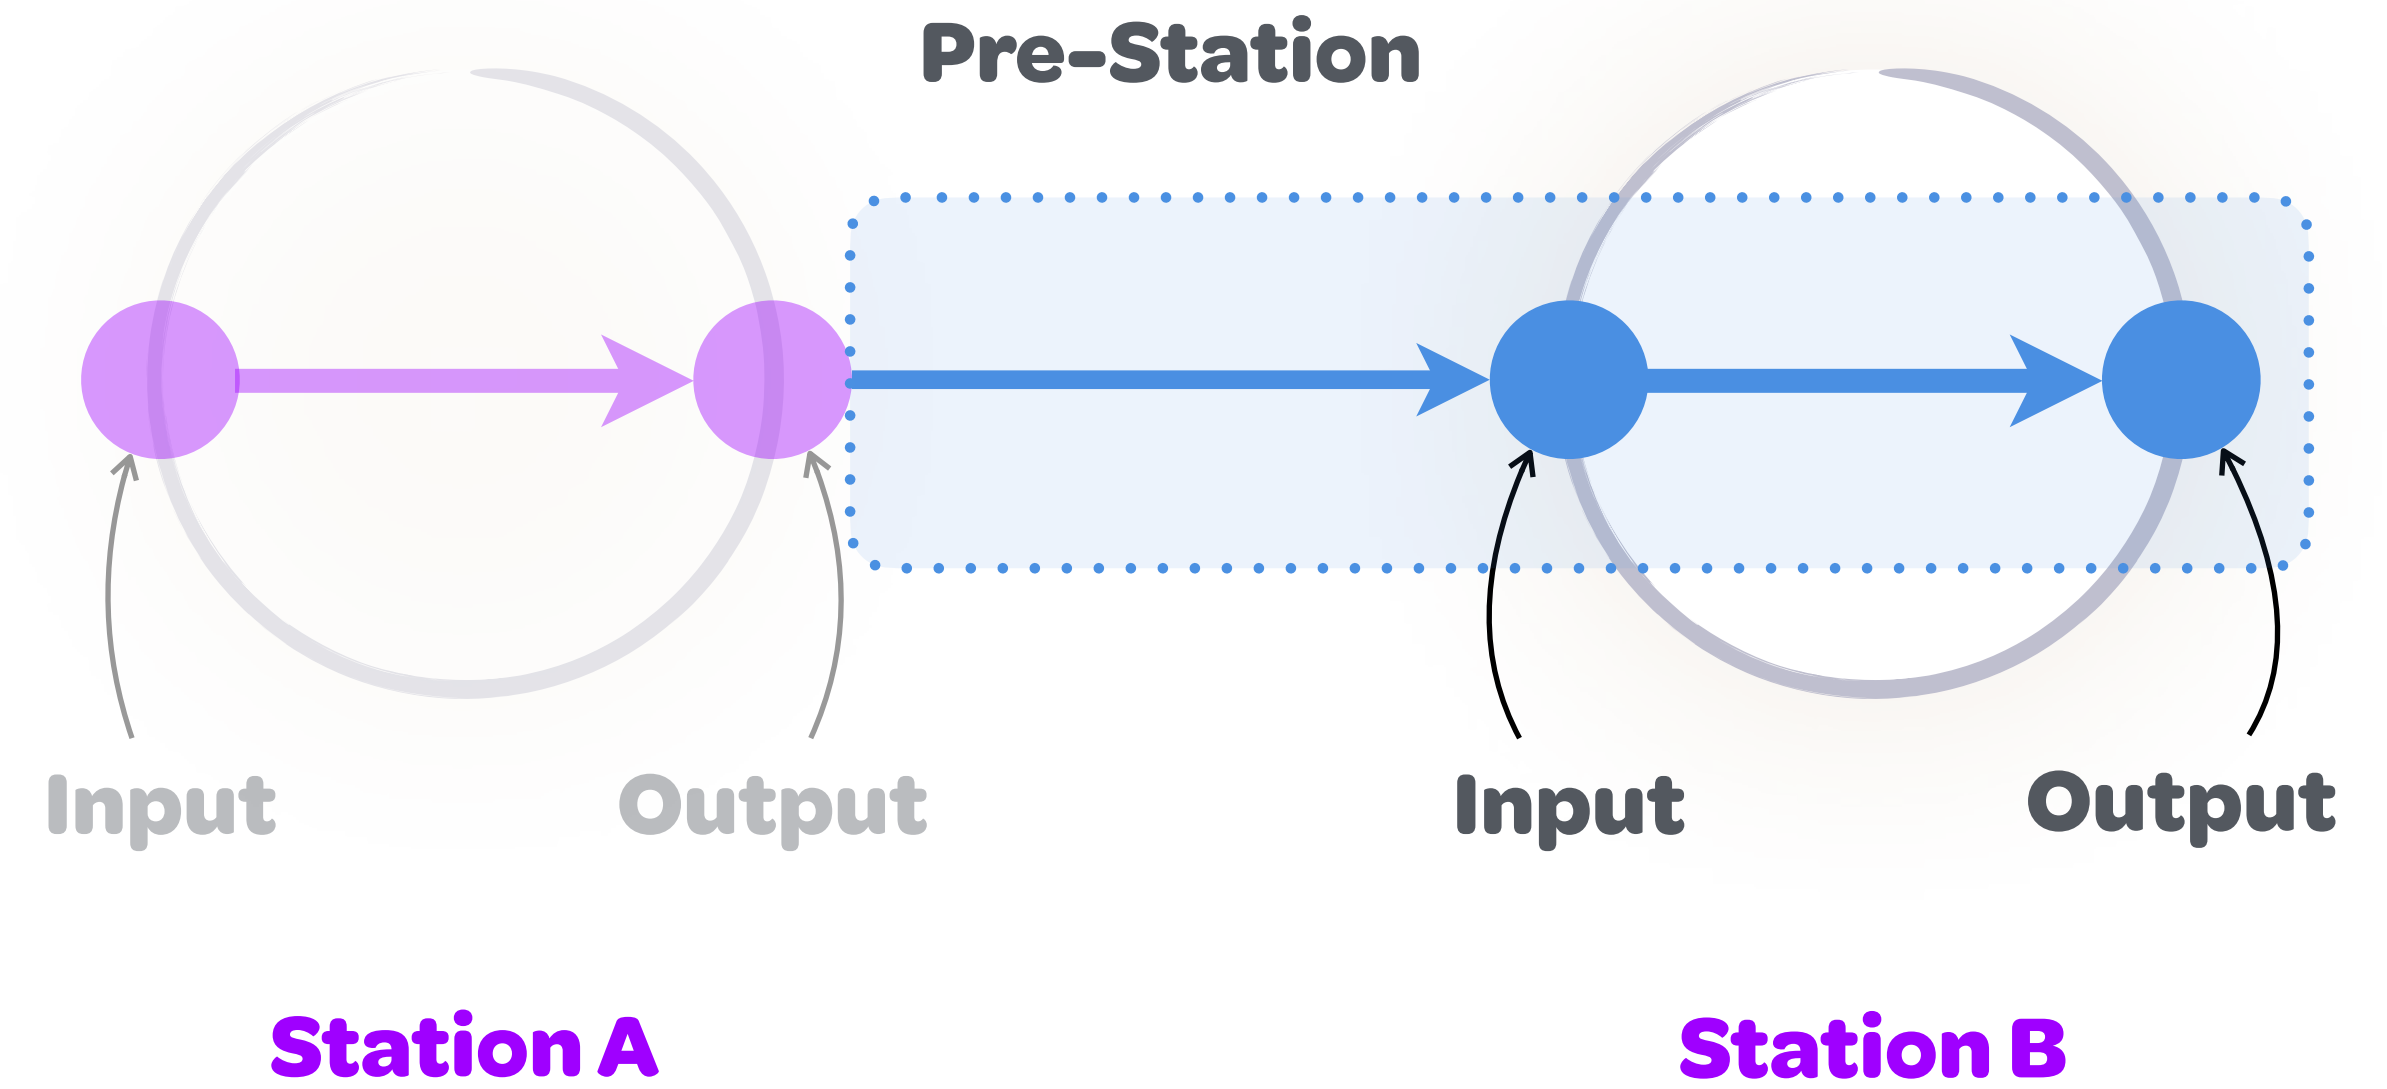 Pre-Station
Input
Output
Input
Output
Station A
Station B